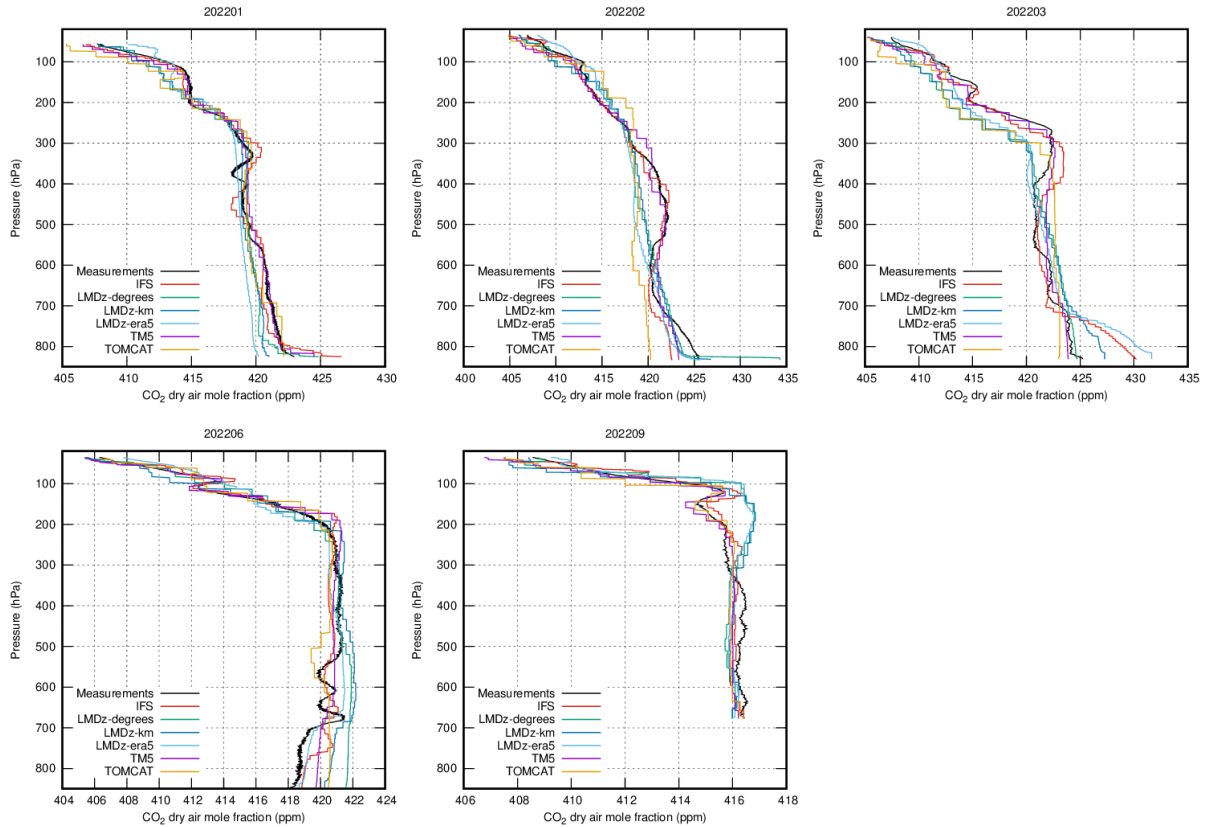 202201
Pressure (hPa)
100
200
300
400
500
600
700
800
Measurements
IFS
LMDz-degrees
LMDz-km
LMDz-era5
TM5
TOMCAT
405 410 415 420 425 430
CO2 dry air mole fraction (ppm)
202202
Pressure (hPa)
100
200
300
400
500
600
700
800
Measurements
IFS
LMDz-degrees
LMDz-km
LMDz-era5
TM5
TOMCAT
400 405 410 415 420 425 430 435
CO2 dry air mole fraction (ppm)
202203
Pressure (hPa)
100
200
300
400
500
600
700
800
Measurements
IFS
LMDz-degrees
LMDz-km
LMDz-era5
TM5
TOMCAT
405 410 415 420 425 430 435
CO2 dry air mole fraction (ppm)
202206
Pressure (hPa)
100
200
300
400
500
600
700
800
Measurements
IFS
LMDz-degrees
LMDz-km
LMDz-era5
TM5
TOMCAT
404 406 408 410 412 414 416 418 420 422 424
CO2 dry air mole fraction (ppm)
202209
Pressure (hPa)
100
200
300
400
500
600
700
800
Measurements
IFS
LMDz-degrees
LMDz-km
LMDz-era5
TM5
TOMCAT
406 408 410 412 414 416 418
CO2 dry air mole fraction (ppm)